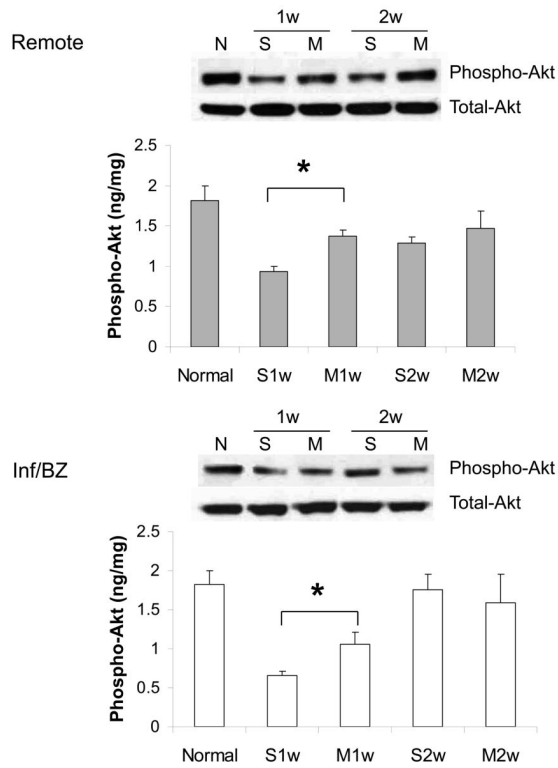 Remote
1w 2w
N S M S M
Phospho-Akt
Total-Akt
Phospho-Akt (ng/mg)
2.5
2
1.5
1
0.5
0
*
Normal S1w M1w S2w M2w
Inf/BZ
1w 2w
N S M S M
Phospho-Akt
Total-Akt
Phospho-Akt (ng/mg)
2.5
2
1.5
1
0.5
0
*
Normal S1w M1w S2w M2w